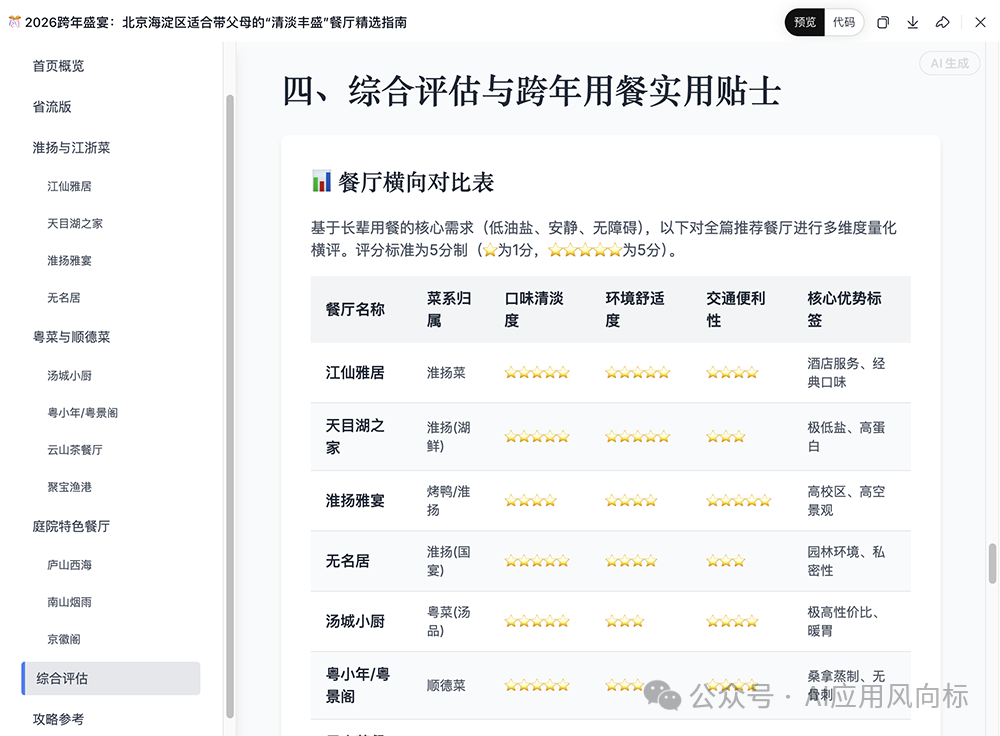 🎊 2026跨年盛宴：北京海淀区适合带父母的“清淡丰盛”餐厅精选指南
预览
代码
AI 生成
首页概览
省流版
淮扬与江浙菜
江仙雅居
天目湖之家
淮扬雅宴
无名居
粤菜与顺德菜
汤城小厨
粤小年/粤景阁
云山茶餐厅
聚宝渔港
庭院特色餐厅
庐山西海
南山烟雨
京徽阁
综合评估
攻略参考
四、综合评估与跨年用餐实用贴士
📊 餐厅横向对比表
基于长辈用餐的核心需求（低油盐、安静、无障碍），以下对全篇推荐餐厅进行多维度量化
横评。评分标准为5分制（⭐为1分，⭐⭐⭐⭐⭐为5分）。
餐厅名称 菜系归属 口味清淡度 环境舒适度 交通便利性 核心优势标签
江仙雅居 淮扬菜 ⭐⭐⭐⭐⭐ ⭐⭐⭐⭐⭐ ⭐⭐⭐⭐ 酒店服务、经典口味
天目湖之家 淮扬(湖鲜) ⭐⭐⭐⭐⭐ ⭐⭐⭐⭐⭐ ⭐⭐⭐ 极低盐、高蛋白
淮扬雅宴 烤鸭/淮扬 ⭐⭐⭐⭐ ⭐⭐⭐⭐ ⭐⭐⭐⭐⭐ 高校区、高空景观
无名居 淮扬(国宴) ⭐⭐⭐⭐⭐ ⭐⭐⭐⭐ ⭐⭐⭐ 园林环境、私密性
汤城小厨 粤菜(汤品) ⭐⭐⭐⭐⭐ ⭐⭐⭐ ⭐⭐⭐⭐ 极高性价比、暖胃
粤小年/粤景阁 顺德菜 ⭐⭐⭐⭐⭐ ⭐⭐⭐ ⭐⭐⭐⭐ 桑拿蒸制、无骨刺
公众号 · AI应用风向标